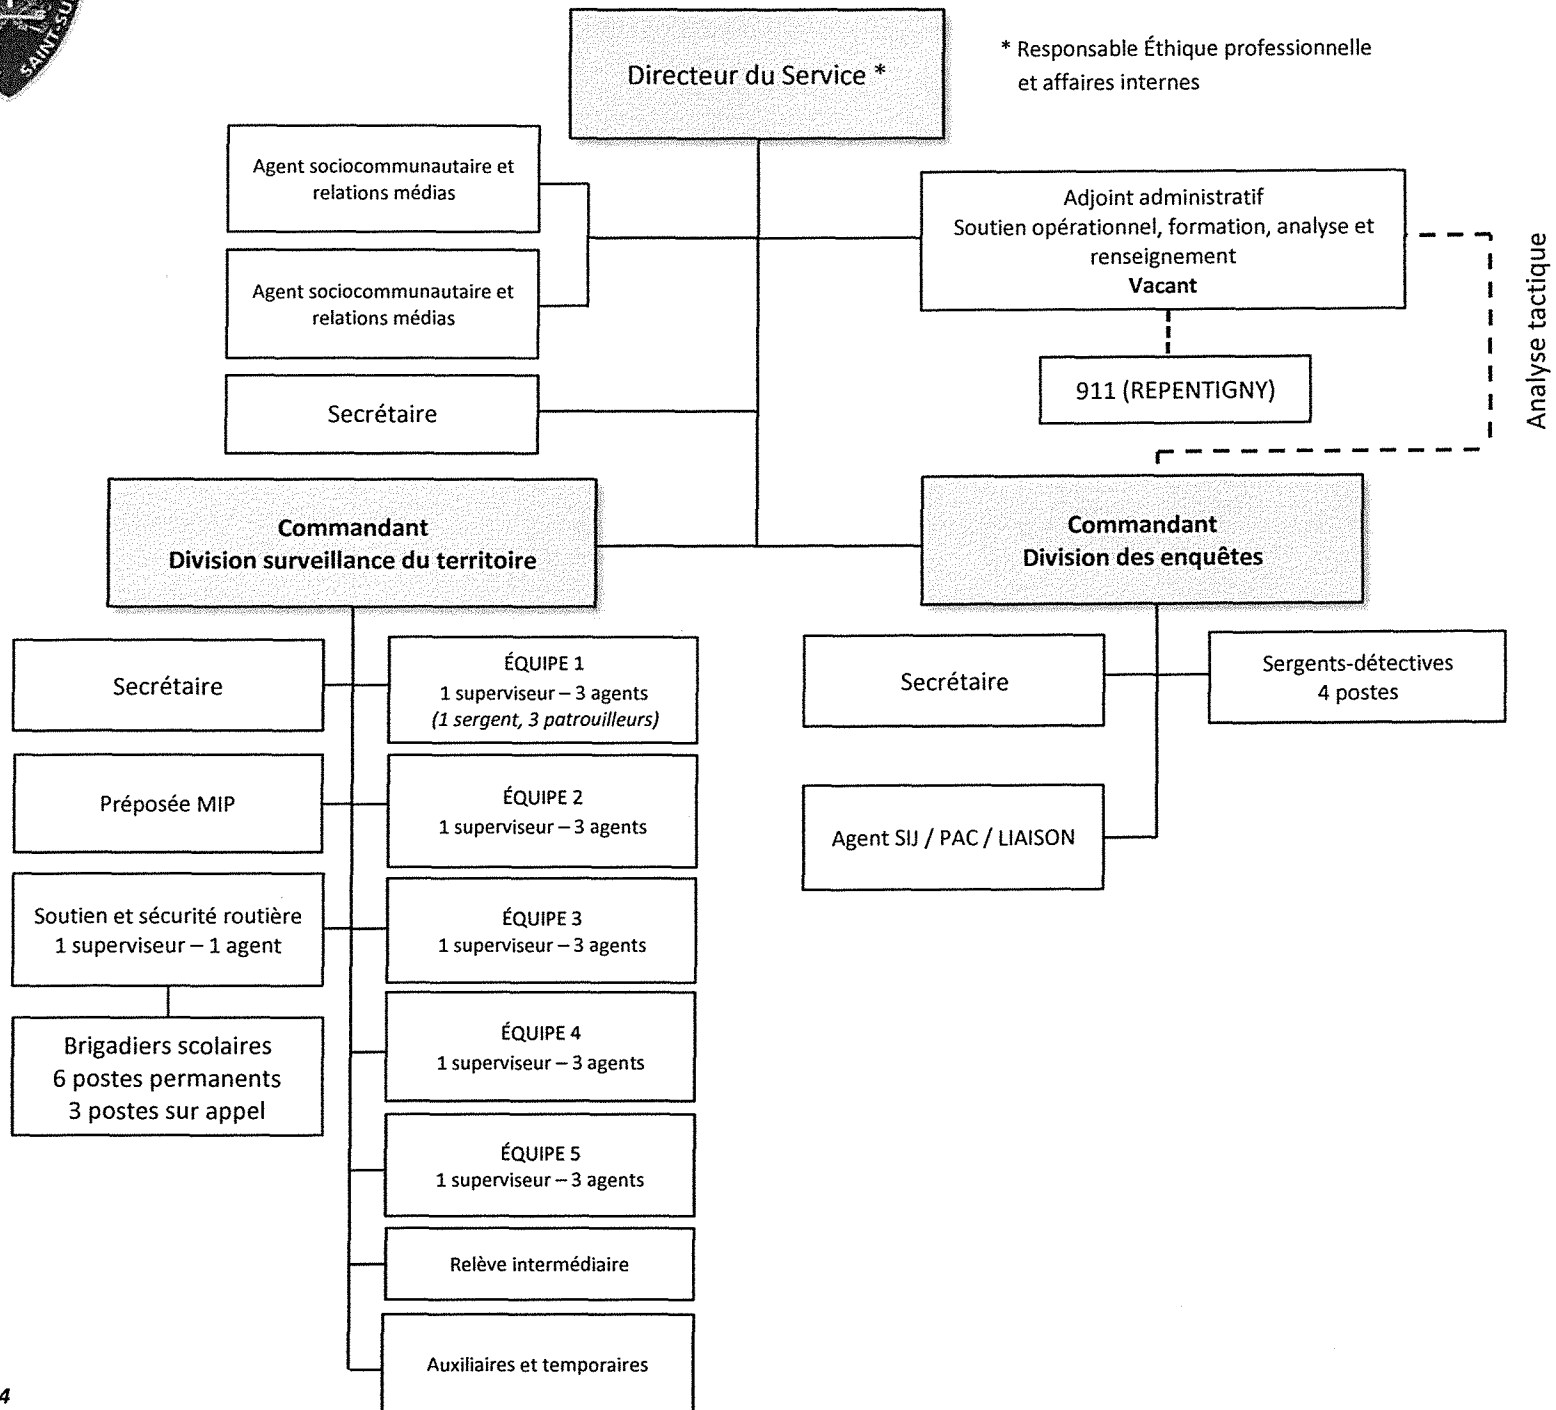 SAINT-SU
Directeur du Service *
* Responsable Éthique professionnelle
et affaires internes
Agent sociocommunautaire et
relations médias
Adjoint administratif
Soutien opérationnel, formation, analyse et
renseignement
Vacant
Agent sociocommunautaire et
relations médias
Analyse tactique
911 (REPENTIGNY)
Secrétaire
Commandant
Division surveillance du territoire
Commandant
Division des enquêtes
Secrétaire
ÉQUIPE 1
1 superviseur – 3 agents
(1 sergent, 3 patrouilleurs)
Secrétaire
Sergents-détectives
4 postes
Préposée MIP
ÉQUIPE 2
1 superviseur – 3 agents
Agent SIJ / PAC / LIAISON
Soutien et sécurité routière
1 superviseur – 1 agent
ÉQUIPE 3
1 superviseur – 3 agents
Brigadiers scolaires
6 postes permanents
3 postes sur appel
ÉQUIPE 4
1 superviseur – 3 agents
ÉQUIPE 5
1 superviseur – 3 agents
Relève intermédiaire
Auxiliaires et temporaires
4